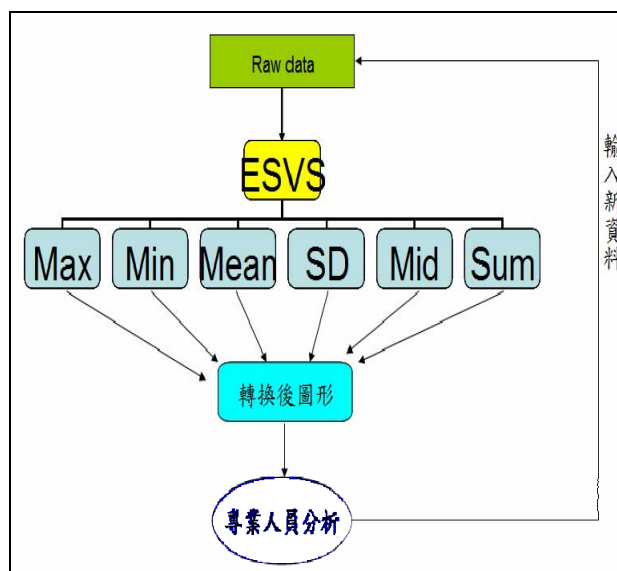 Raw data
ESVS
Max
Min
Mean
SD
Mid
Sum
轉換後圖形
專業人員分析
輸入新資料